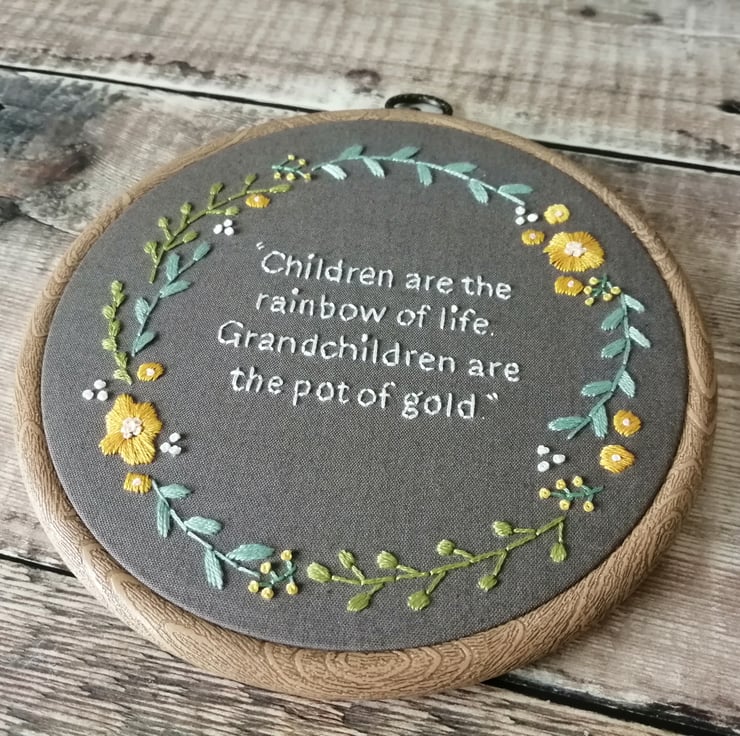 "Children are the
rainbow of life.
Grandchildren are
the pot of gold."